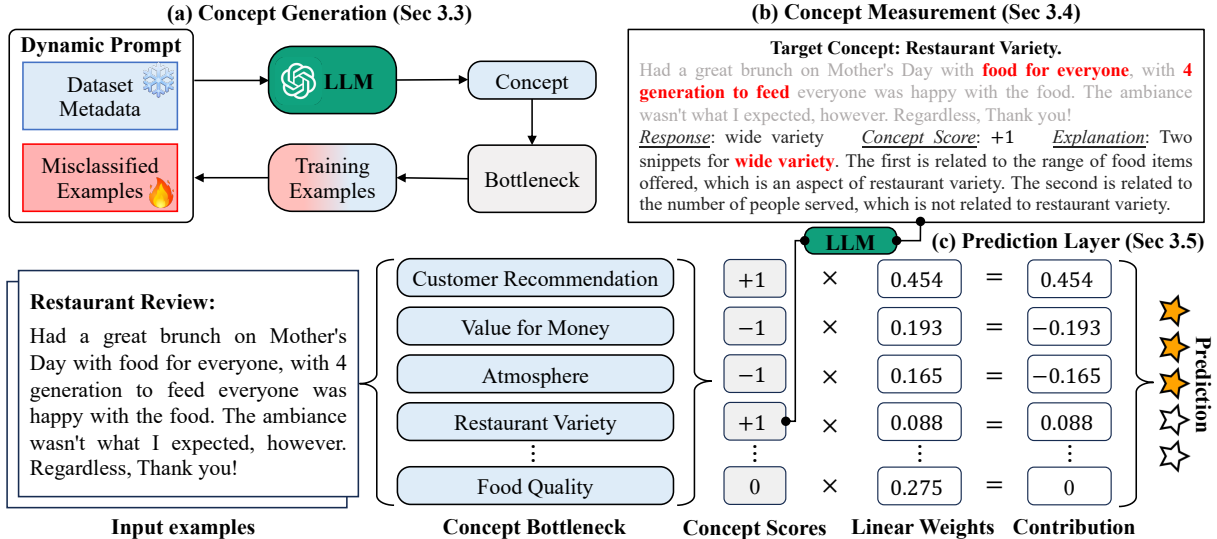 (a) Concept Generation (Sec 3.3)
Dynamic Prompt
Dataset
Metadata
Misclassified
Examples
LLM
Concept
Training
Examples
Bottleneck
(b) Concept Measurement (Sec 3.4)
Target Concept: Restaurant Variety.
Had a great brunch on Mother's Day with food for everyone, with 4
generation to feed everyone was happy with the food. The ambiance
wasn't what I expected, however. Regardless, Thank you!
Response: wide variety Concept Score: +1 Explanation: Two
snippets for wide variety. The first is related to the range of food items
offered, which is an aspect of restaurant variety. The second is related to
the number of people served, which is not related to restaurant variety.
LLM
(c) Prediction Layer (Sec 3.5)
Restaurant Review:
Had a great brunch on Mother's
Day with food for everyone, with 4
generation to feed everyone was
happy with the food. The ambiance
wasn't what I expected, however.
Regardless, Thank you!
Customer Recommendation +1 × 0.454 = 0.454
Value for Money −1 × 0.193 = −0.193
Atmosphere −1 × 0.165 = −0.165
Restaurant Variety +1 × 0.088 = 0.088
⋮ ⋮ ⋮ ⋮
Food Quality 0 × 0.275 = 0
Prediction
Input examples Concept Bottleneck Concept Scores Linear Weights Contribution